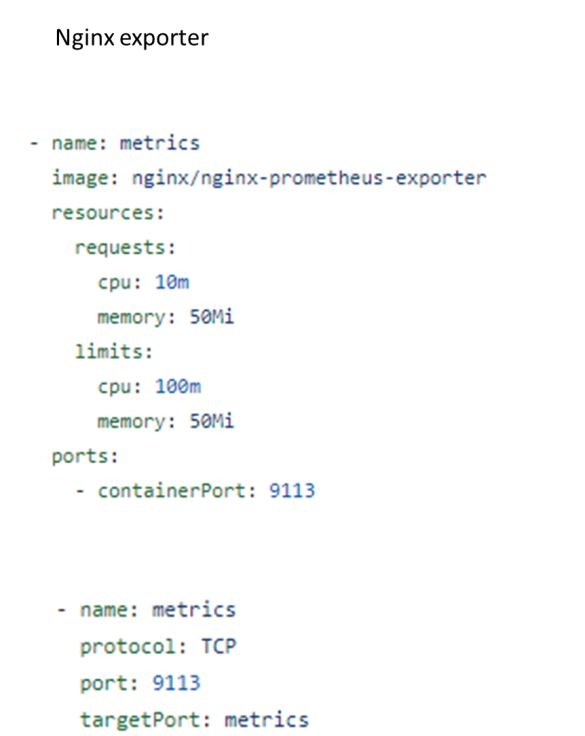 Nginx exporter
- name: metrics
image: nginx/nginx-prometheus-exporter
resources:
requests:
cpu: 10m
memory: 50Mi
limits:
cpu: 100m
memory: 50Mi
ports:
- containerPort: 9113
- name: metrics
protocol: TCP
port: 9113
targetPort: metrics